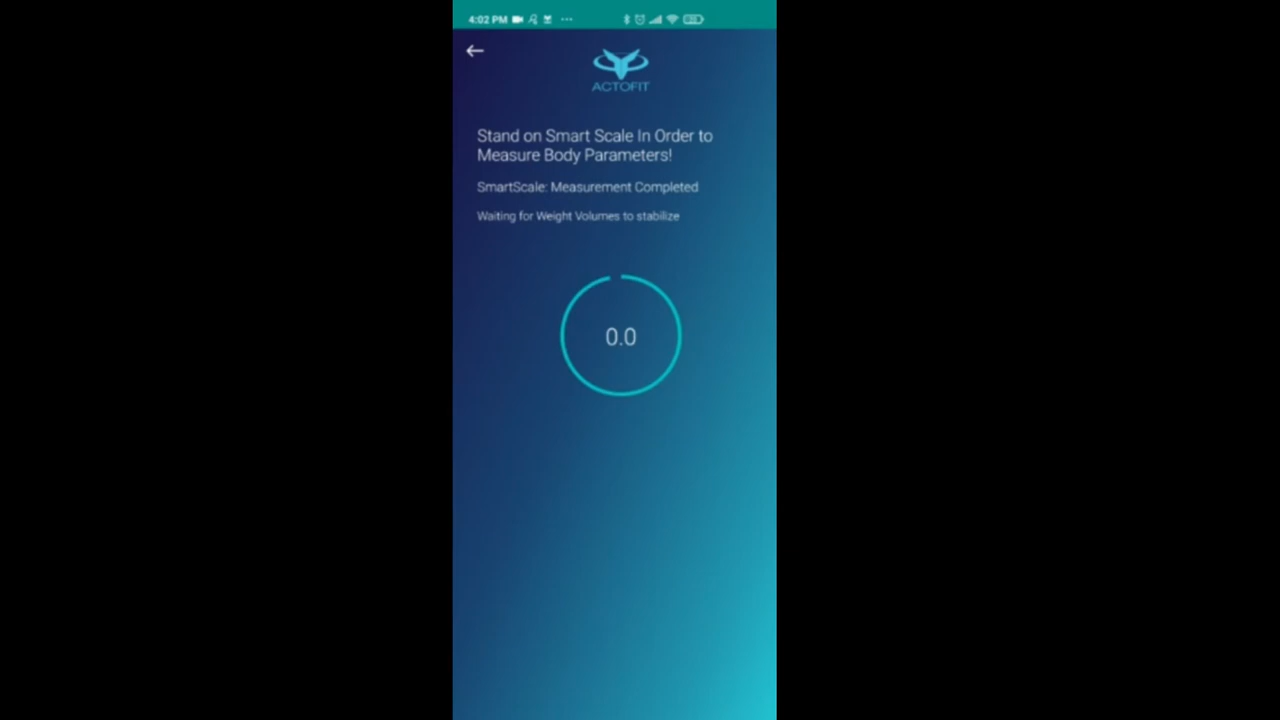 4:02 PM
ACTOFIT
Stand on Smart Scale In Order to
Measure Body Parameters!
SmartScale: Measurement Completed
Waiting for Weight Volumes to stabilize
0.0